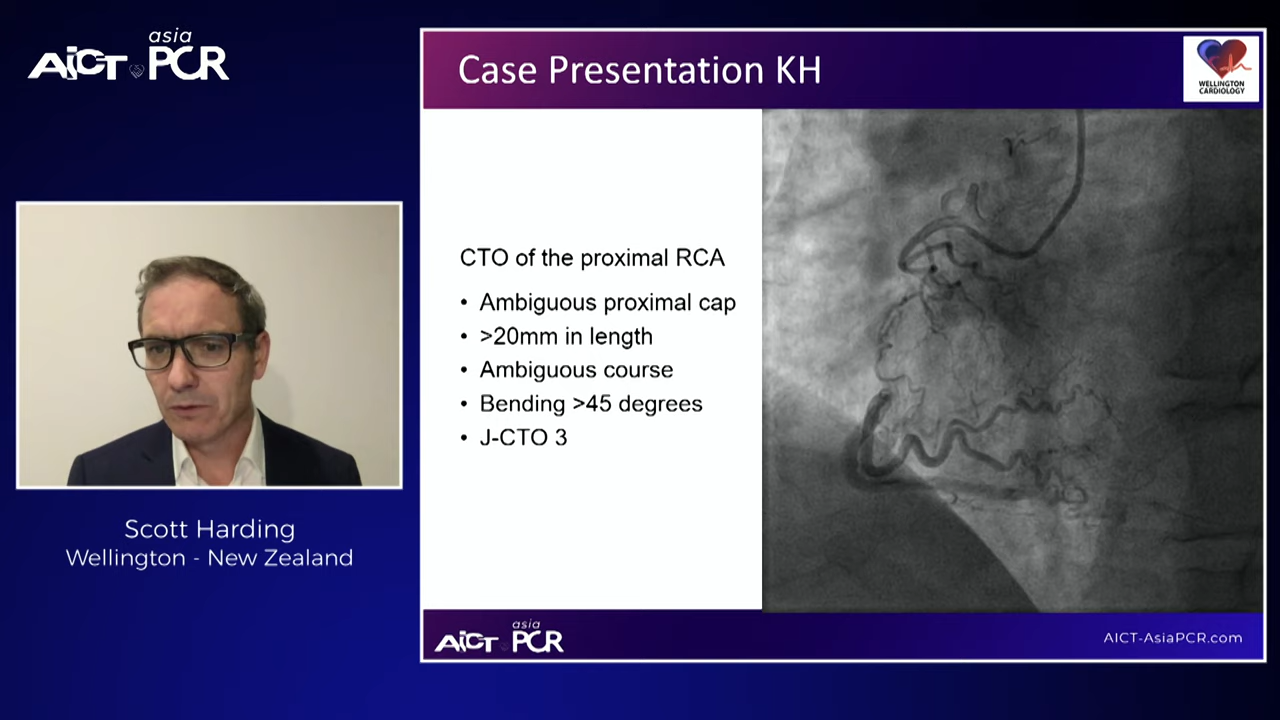 asia
AICT PCR
Case Presentation KH
WELLINGTON
CARDIOLOGY
CTO of the proximal RCA
• Ambiguous proximal cap
• >20mm in length
• Ambiguous course
• Bending >45 degrees
• J-CTO 3
Scott Harding
Wellington - New Zealand
asia
AICT PCR
AICT-AsiaPCR.com